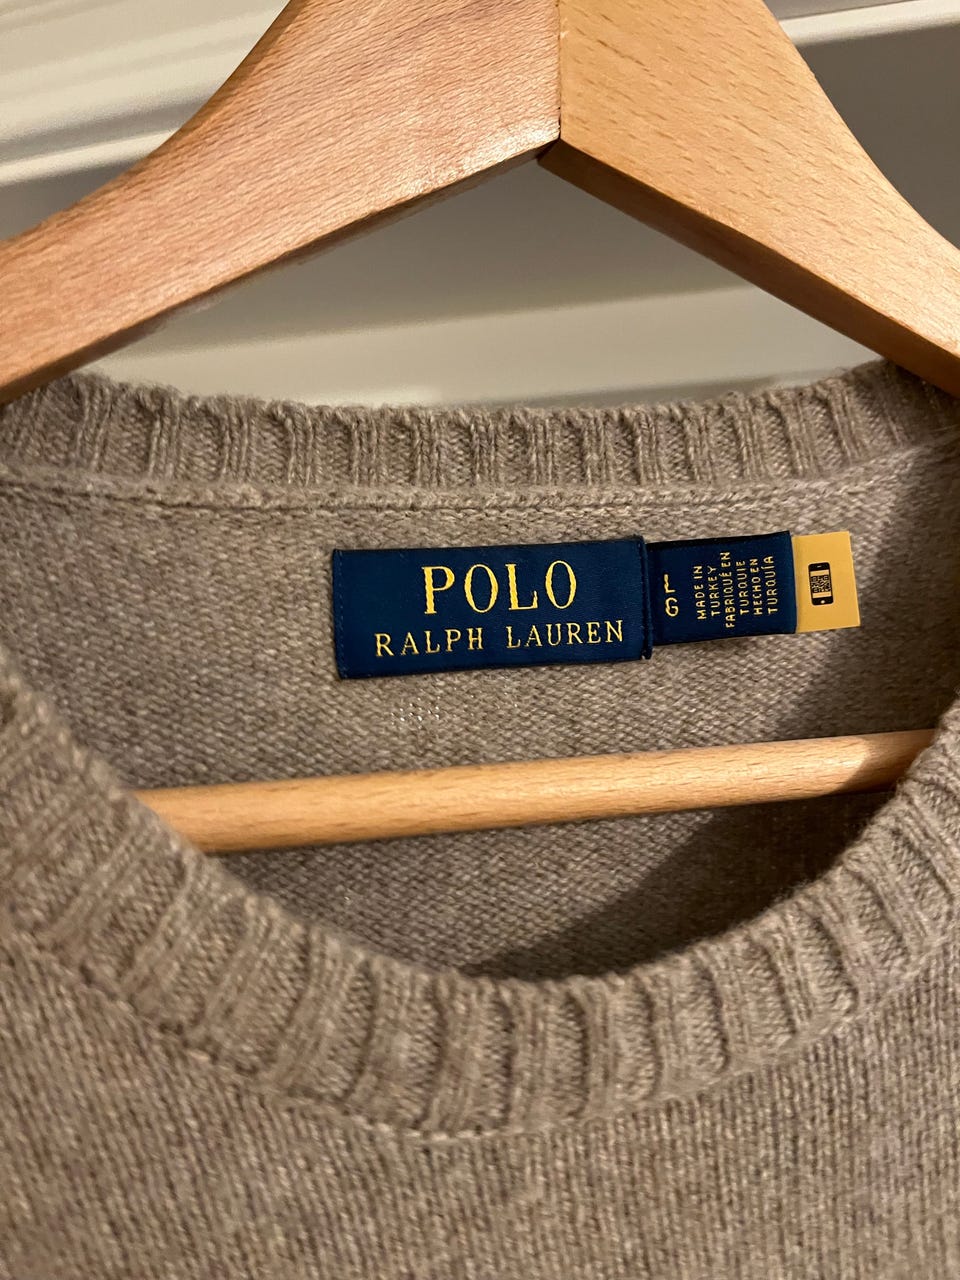 POLO
RALPH LAUREN
L
G
MADE IN
TURKEY
FABRIQUÉ EN
TURQUIE
HECHO EN
TURQUÍA